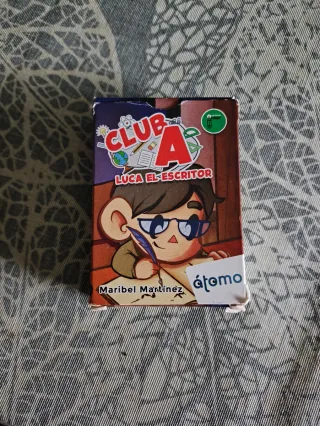 CLUB
A
LUCA EL ESCRITOR
Maribel Martínez
átomo